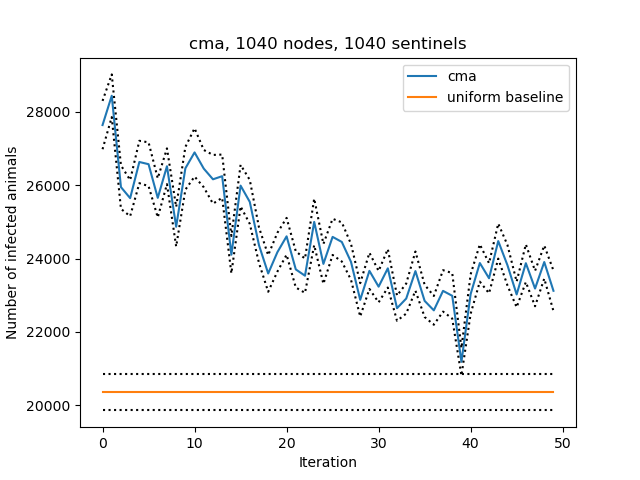 cma, 1040 nodes, 1040 sentinels
cma
uniform baseline
Number of infected animals
28000
26000
24000
22000
20000
0 10 20 30 40 50
Iteration